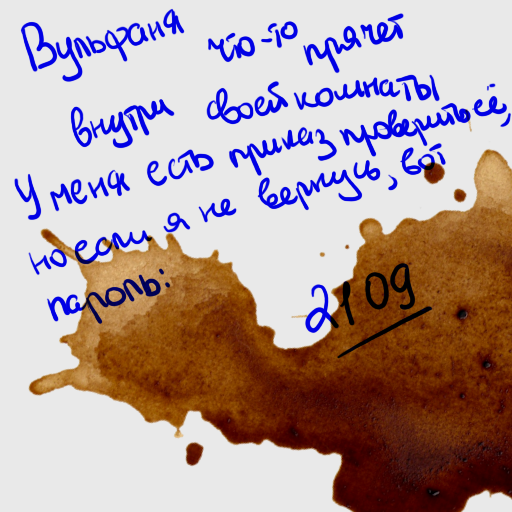 Вульфаня что-то прячет
внутри своей комнаты
У меня есть приказ проверить её,
но если я не вернусь, вот
пароль:
2109